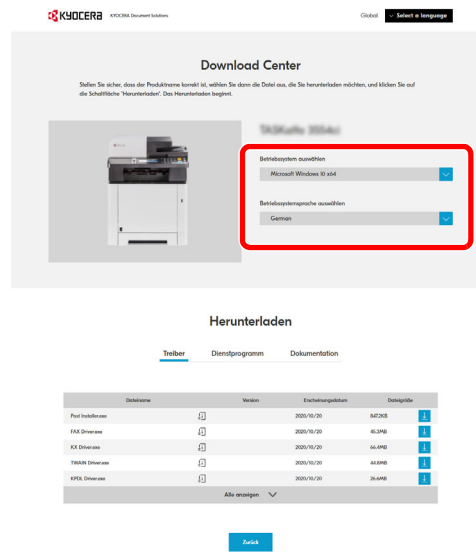 KYOCERA KYOCERA Document Solutions Global Select a language
Download Center
Stellen Sie sicher, dass der Produktname korrekt ist, wählen Sie dann die Datei aus, die Sie herunterladen möchten, und klicken Sie auf
die Schaltfläche "Herunterladen". Das Herunterladen beginnt.
Betriebssystem auswählen
Microsoft Windows 10 x64
Betriebssystemsprache auswählen
German
Herunterladen
Treiber Dienstprogramm Dokumentation
Dateiname Version Erscheinungsdatum Dateigröße
Post Installer.exe 2020/10/20 847.2KB
FAX Driver.exe 2020/10/20 45.3MB
KX Driver.exe 2020/10/20 66.4MB
TWAIN Driver.exe 2020/10/20 44.8MB
KPDL Driver.exe 2020/10/20 26.6MB
Alle anzeigen
Zurück